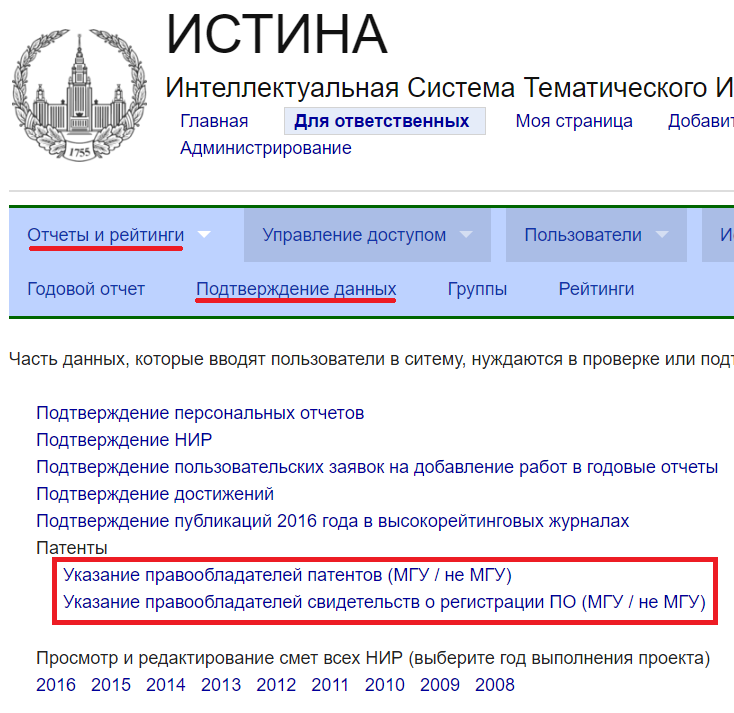 ИСТИНА
Интеллектуальная Система Тематического И
Главная Для ответственных Моя страница Добавит
Администрирование
1755
Отчеты и рейтинги Управление доступом Пользователи И
Годовой отчет Подтверждение данных Группы Рейтинги
Часть данных, которые вводят пользователи в ситему, нуждаются в проверке или подт
Подтверждение персональных отчетов
Подтверждение НИР
Подтверждение пользовательских заявок на добавление работ в годовые отчеты
Подтверждение достижений
Подтверждение публикаций 2016 года в высокорейтинговых журналах
Патенты
Указание правообладателей патентов (МГУ / не МГУ)
Указание правообладателей свидетельств о регистрации ПО (МГУ / не МГУ)
Просмотр и редактирование смет всех НИР (выберите год выполнения проекта)
2016 2015 2014 2013 2012 2011 2010 2009 2008